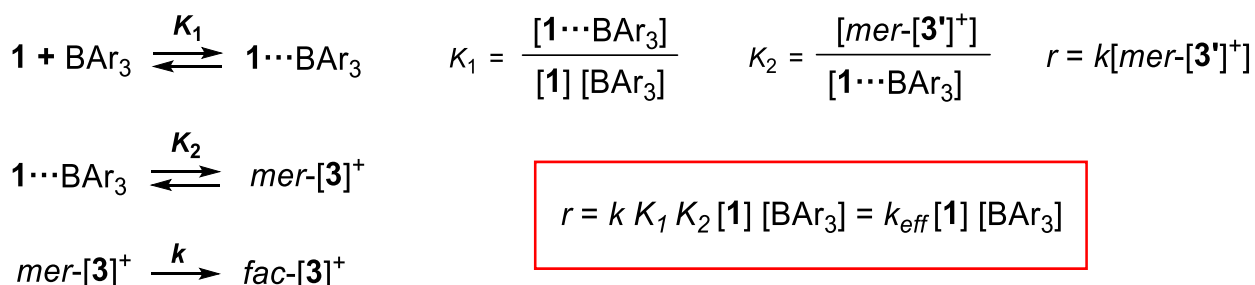 1 + BAr₃ ⇌ 1···BAr₃
K₁
K₁ = [1···BAr₃] / [1] [BAr₃]
K₂ = [mer-[3']⁺] / [1···BAr₃]
r = k[mer-[3']⁺]
1···BAr₃ ⇌ mer-[3]⁺
K₂
r = k K₁ K₂ [1] [BAr₃] = k_eff [1] [BAr₃]
mer-[3]⁺ → fac-[3]⁺
k